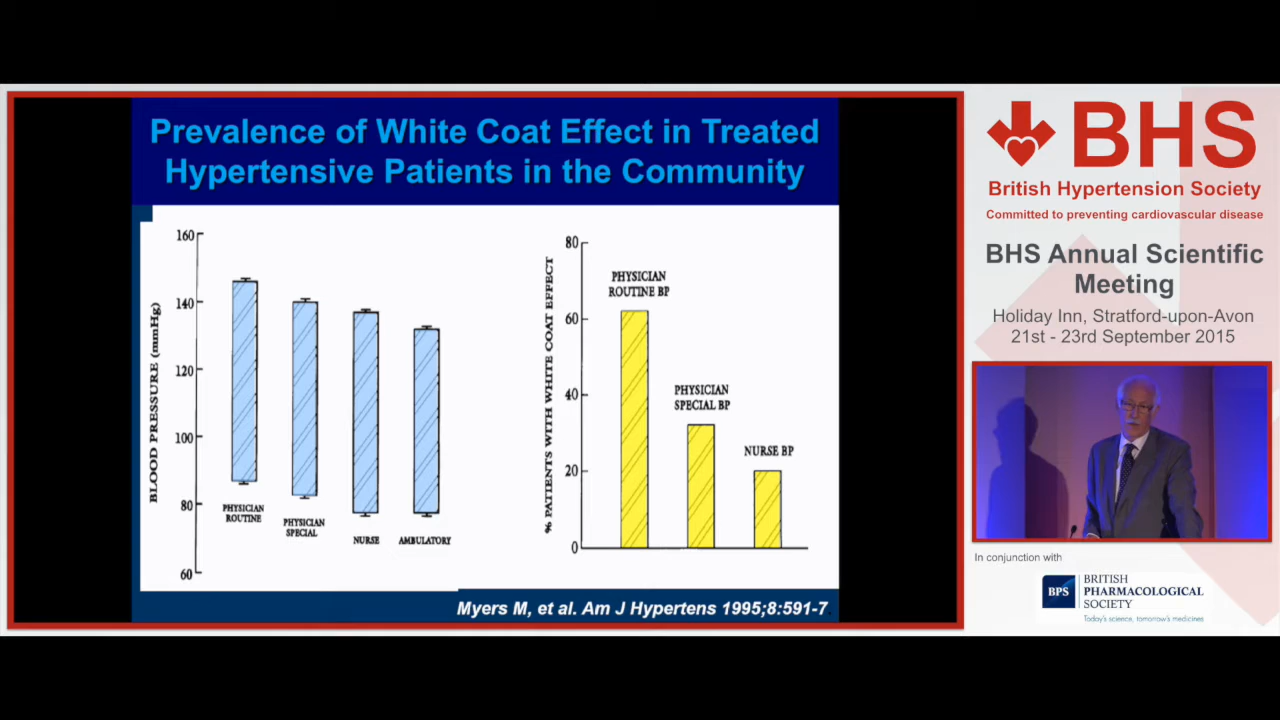 Prevalence of White Coat Effect in Treated
Hypertensive Patients in the Community
160
140
120
100
80
60
BLOOD PRESSURE (mmHg)
PHYSICIAN
ROUTINE
PHYSICIAN
SPECIAL
NURSE
AMBULATORY
80
60
40
20
0
% PATIENTS WITH WHITE COAT EFFECT
PHYSICIAN
ROUTINE BP
PHYSICIAN
SPECIAL BP
NURSE BP
Myers M, et al. Am J Hypertens 1995;8:591-7.
BHS
British Hypertension Society
Committed to preventing cardiovascular disease
BHS Annual Scientific
Meeting
Holiday Inn, Stratford-upon-Avon
21st - 23rd September 2015
In conjunction with
BPS
BRITISH
PHARMACOLOGICAL
SOCIETY
Today's science, tomorrow's medicines